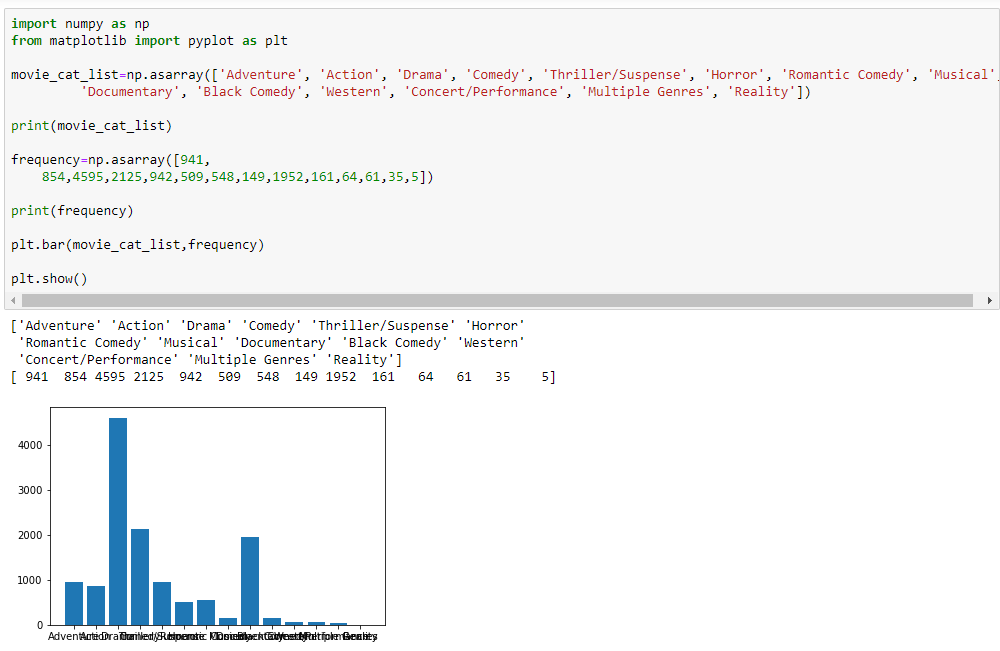 import numpy as np
from matplotlib import pyplot as plt
movie_cat_list=np.asarray(['Adventure', 'Action', 'Drama', 'Comedy', 'Thriller/Suspense', 'Horror', 'Romantic Comedy', 'Musical',
'Documentary', 'Black Comedy', 'Western', 'Concert/Performance', 'Multiple Genres', 'Reality'])
print(movie_cat_list)
frequency=np.asarray([941,
854,4595,2125,942,509,548,149,1952,161,64,61,35,5])
print(frequency)
plt.bar(movie_cat_list,frequency)
plt.show()
['Adventure' 'Action' 'Drama' 'Comedy' 'Thriller/Suspense' 'Horror'
'Romantic Comedy' 'Musical' 'Documentary' 'Black Comedy' 'Western'
'Concert/Performance' 'Multiple Genres' 'Reality']
[ 941 854 4595 2125 942 509 548 149 1952 161 64 61 35 5]
4000
3000
2000
1000
0